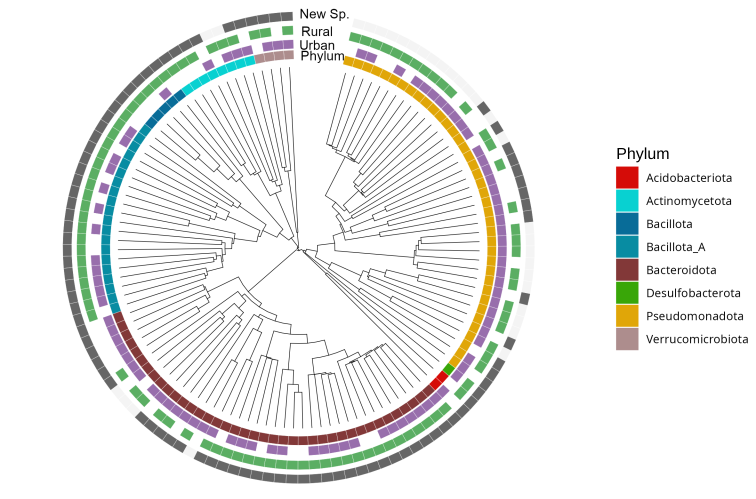 New Sp.
Rural
Urban
Phylum
Phylum
Acidobacteriota
Actinomycetota
Bacillota
Bacillota_A
Bacteroidota
Desulfobacterota
Pseudomonadota
Verrucomicrobiota